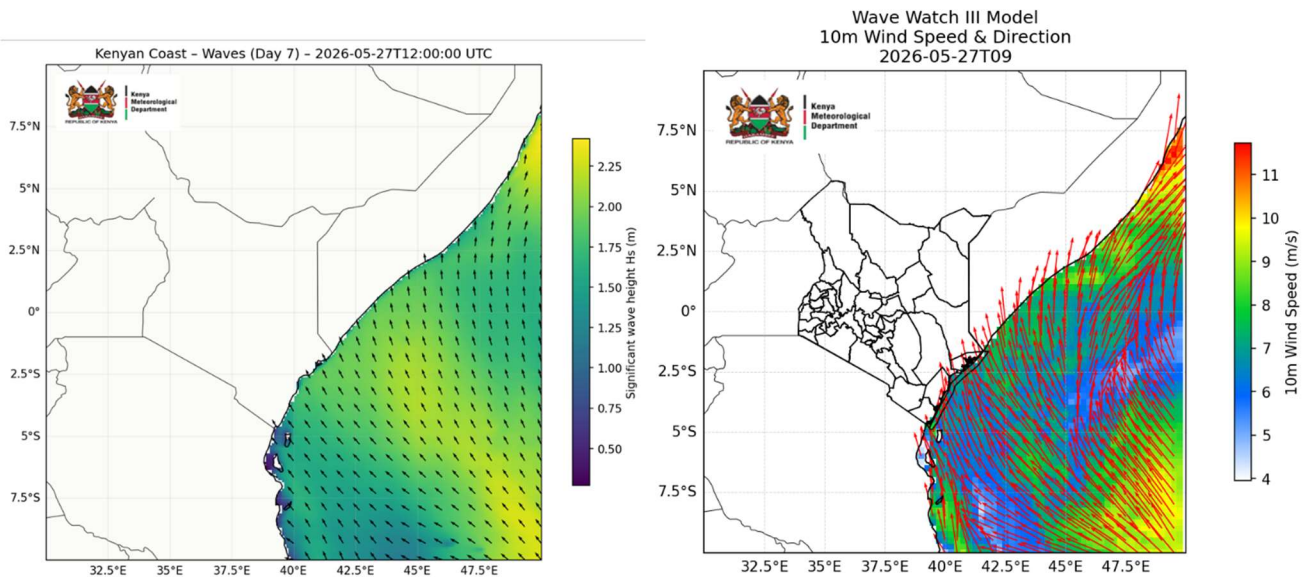 Kenyan Coast – Waves (Day 7) – 2026-05-27T12:00:00 UTC
Kenya
Meteorological
Department
REPUBLIC OF KENYA
7.5°N
5°N
2.5°N
0°
2.5°S
5°S
7.5°S
32.5°E 35°E 37.5°E 40°E 42.5°E 45°E 47.5°E
2.25
2.00
1.75
1.50
1.25
1.00
0.75
0.50
Significant wave height Hs (m)
Wave Watch III Model
10m Wind Speed & Direction
2026-05-27T09
Kenya
Meteorological
Department
REPUBLIC OF KENYA
7.5°N
5°N
2.5°N
0°
2.5°S
5°S
7.5°S
32.5°E 35°E 37.5°E 40°E 42.5°E 45°E 47.5°E
11
10
9
8
7
6
5
4
10m Wind Speed (m/s)